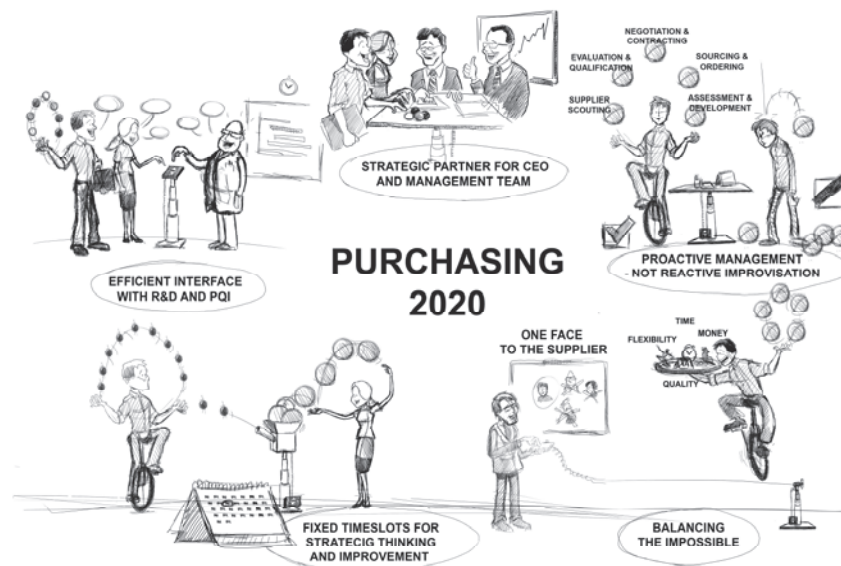 NEGOTIATION &
CONTRACTING
EVALUATION &
QUALIFICATION
SOURCING &
ORDERING
SUPPLIER
SCOUTING
ASSESSMENT &
DEVELOPMENT
STRATEGIC PARTNER FOR CEO
AND MANAGEMENT TEAM
PROACTIVE MANAGEMENT
- NOT REACTIVE IMPROVISATION
EFFICIENT INTERFACE
WITH R&D AND PQI
PURCHASING
2020
ONE FACE
TO THE SUPPLIER
TIME
FLEXIBILITY
MONEY
QUALITY
FIXED TIMESLOTS FOR
STRATECIG THINKING
AND IMPROVEMENT
BALANCING
THE IMPOSSIBLE